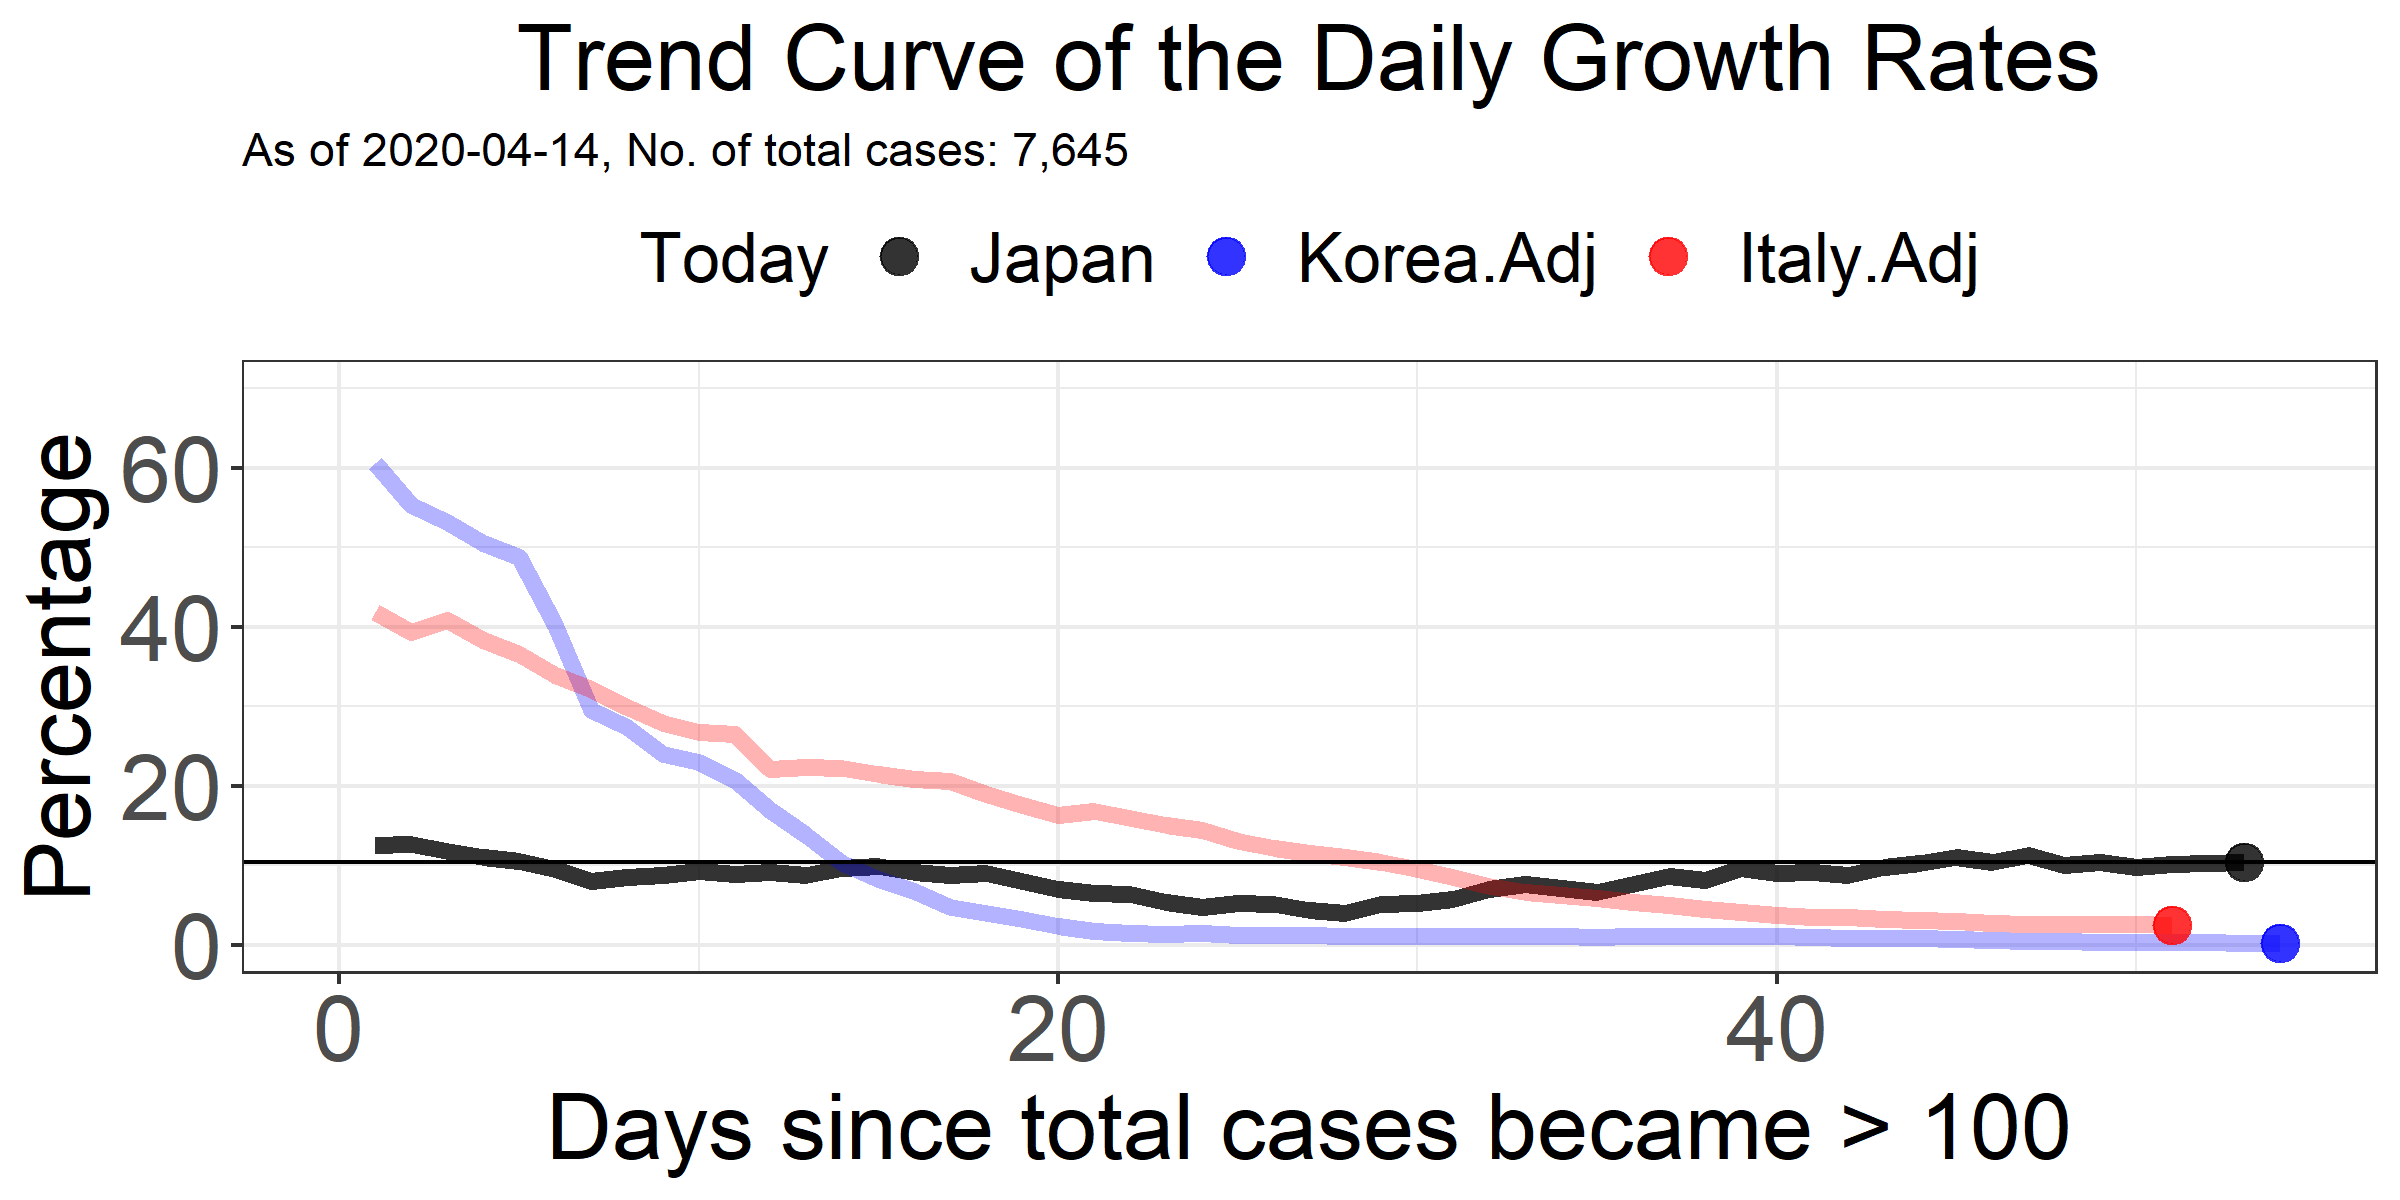 Trend Curve of the Daily Growth Rates
As of 2020-04-14, No. of total cases: 7,645
Today Japan Korea.Adj Italy.Adj
Percentage
60
40
20
0
0 20 40
Days since total cases became > 100